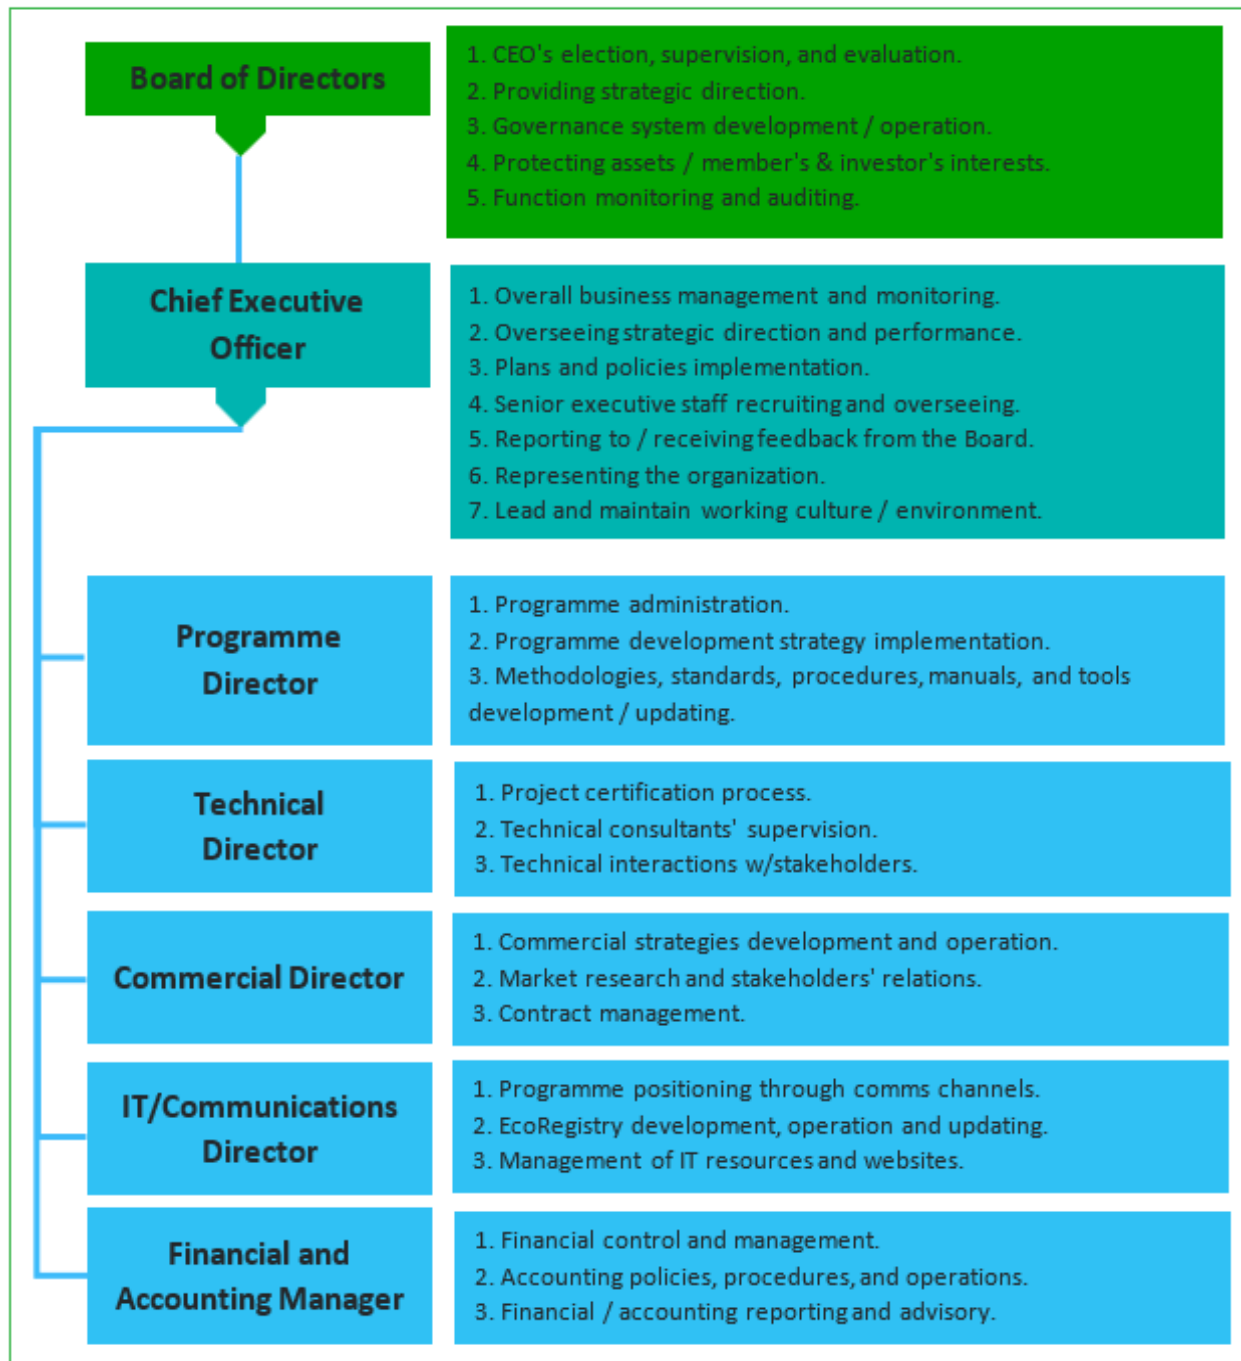 Board of Directors
1. CEO's election, supervision, and evaluation.
2. Providing strategic direction.
3. Governance system development / operation.
4. Protecting assets / member's & investor's interests.
5. Function monitoring and auditing.
Chief Executive
Officer
1. Overall business management and monitoring.
2. Overseeing strategic direction and performance.
3. Plans and policies implementation.
4. Senior executive staff recruiting and overseeing.
5. Reporting to / receiving feedback from the Board.
6. Representing the organization.
7. Lead and maintain working culture / environment.
Programme
Director
1. Programme administration.
2. Programme development strategy implementation.
3. Methodologies, standards, procedures, manuals, and tools
development / updating.
Technical
Director
1. Project certification process.
2. Technical consultants' supervision.
3. Technical interactions w/stakeholders.
Commercial Director
1. Commercial strategies development and operation.
2. Market research and stakeholders' relations.
3. Contract management.
IT/Communications
Director
1. Programme positioning through comms channels.
2. EcoRegistry development, operation and updating.
3. Management of IT resources and websites.
Financial and
Accounting Manager
1. Financial control and management.
2. Accounting policies, procedures, and operations.
3. Financial / accounting reporting and advisory.